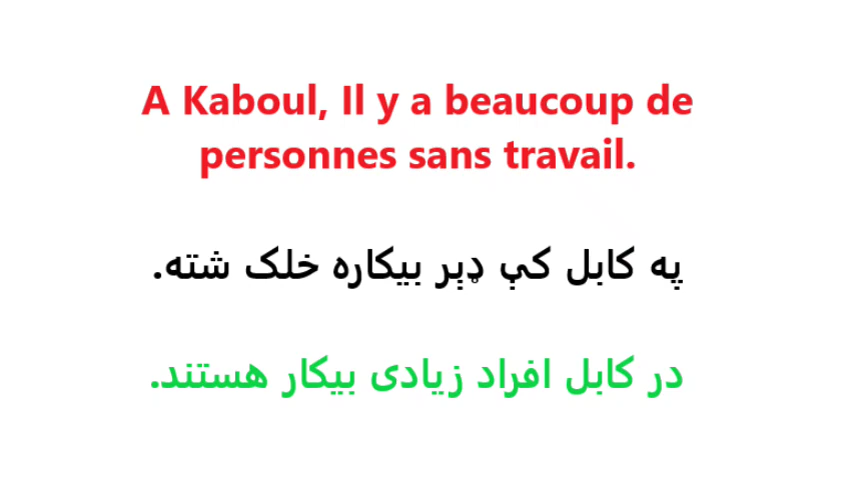 A Kaboul, Il y a beaucoup de
personnes sans travail.
په کابل کې ډېر بیکاره خلک شته.
در کابل افراد زیادی بیکار هستند.